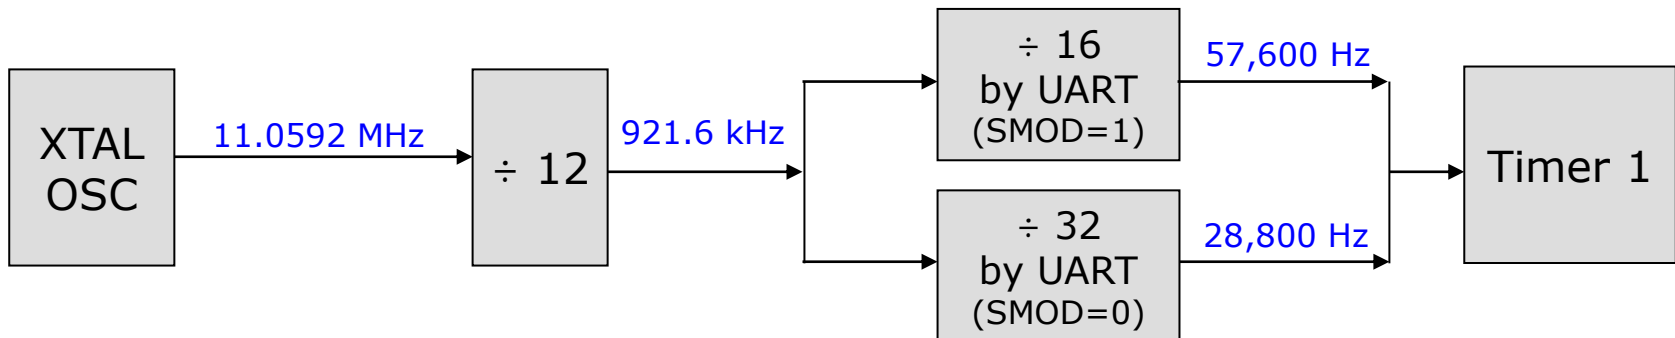 XTAL
OSC
11.0592 MHz
÷ 12
921.6 kHz
÷ 16
by UART
(SMOD=1)
57,600 Hz
÷ 32
by UART
(SMOD=0)
28,800 Hz
Timer 1